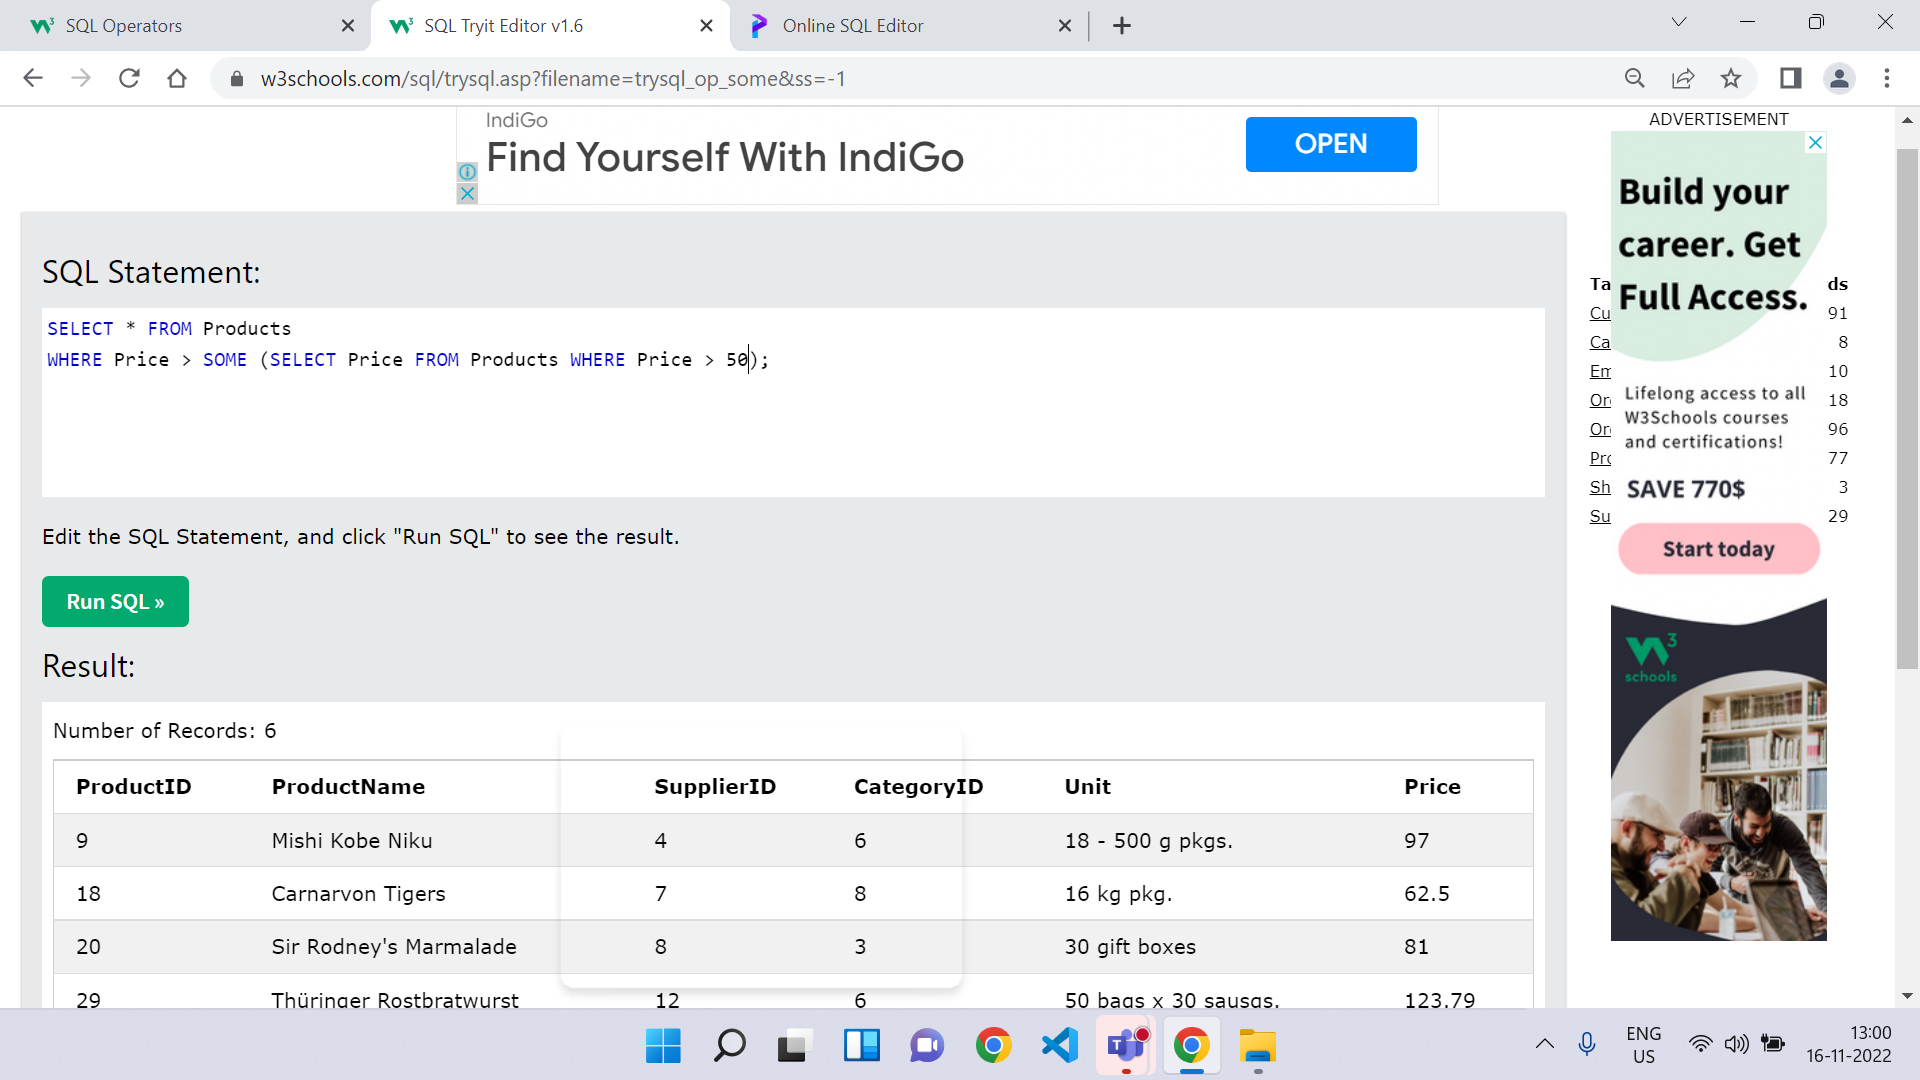 SQL Operators
SQL Tryit Editor v1.6
Online SQL Editor
w3schools.com/sql/trysql.asp?filename=trysql_op_some&ss=-1
IndiGo
Find Yourself With IndiGo
OPEN
ADVERTISEMENT
Build your
career. Get
Full Access.
Lifelong access to all
W3Schools courses
and certifications!
SAVE 770$
Start today
W3
schools
Ta ds
Cu 91
Ca 8
Em 10
Or 18
Or 96
Pro 77
Sh 3
Su 29
SQL Statement:
SELECT * FROM Products
WHERE Price > SOME (SELECT Price FROM Products WHERE Price > 50);
Edit the SQL Statement, and click "Run SQL" to see the result.
Run SQL »
Result:
Number of Records: 6
ProductID ProductName SupplierID CategoryID Unit Price
9 Mishi Kobe Niku 4 6 18 - 500 g pkgs. 97
18 Carnarvon Tigers 7 8 16 kg pkg. 62.5
20 Sir Rodney's Marmalade 8 3 30 gift boxes 81
29 Thüringer Rostbratwurst 12 6 50 bags x 30 sausgs. 123.79
ENG
US
13:00
16-11-2022